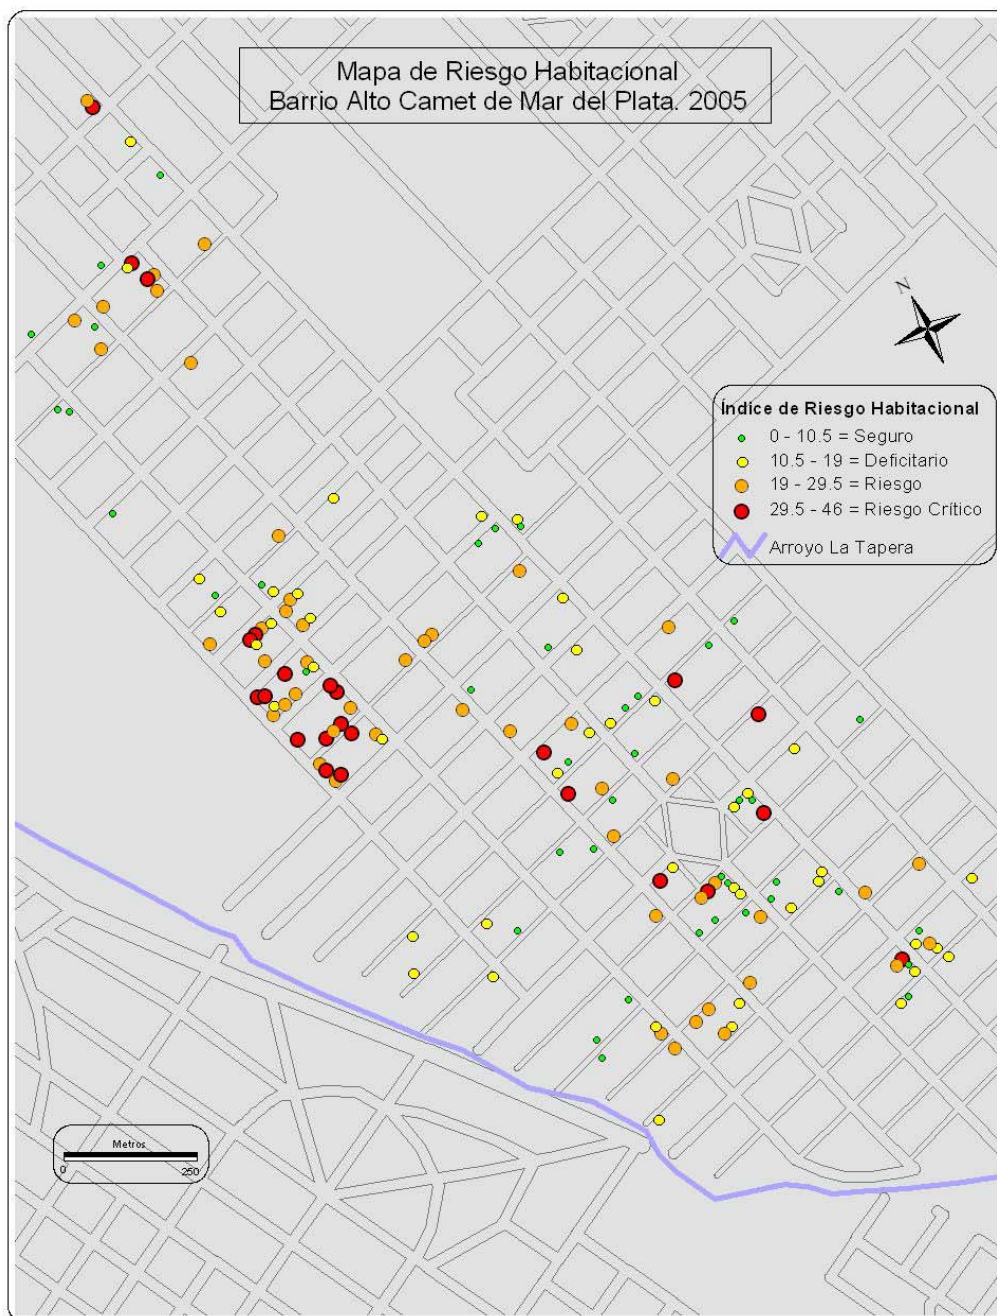 Mapa de Riesgo Habitacional
Barrio Alto Camet de Mar del Plata. 2005
N
Índice de Riesgo Habitacional
0 - 10.5 = Seguro
10.5 - 19 = Deficitario
19 - 29.5 = Riesgo
29.5 - 46 = Riesgo Crítico
Arroyo La Tapera
Metros
0 250